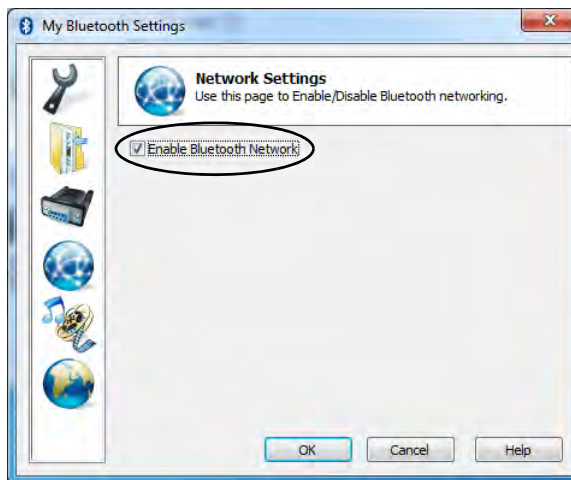 My Bluetooth Settings
Network Settings
Use this page to Enable/Disable Bluetooth networking.
Enable Bluetooth Network
OK
Cancel
Help